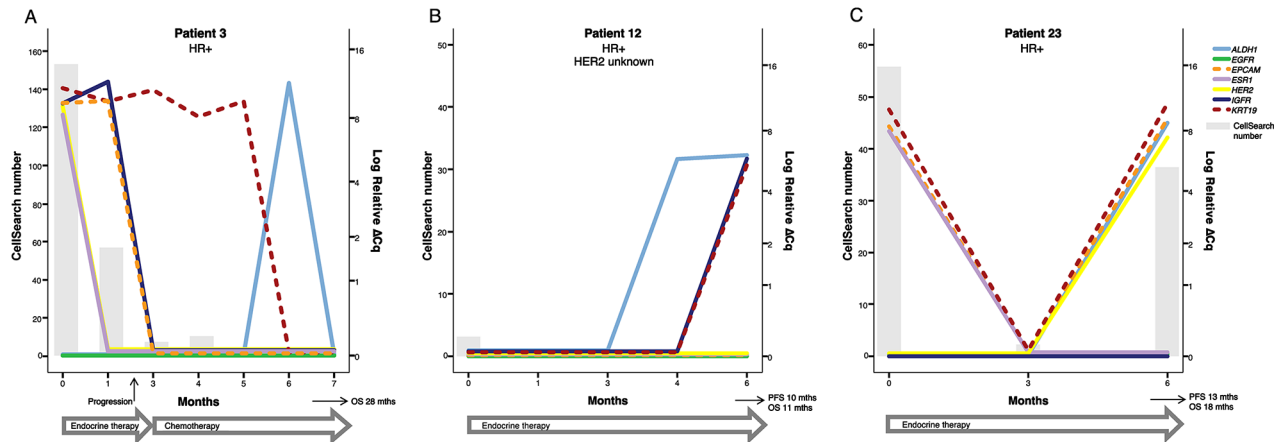 A
Patient 3
HR+
CellSearch number
160
140
120
100
80
60
40
20
0
16
8
4
2
1
0
Log Relative ΔCq
0 1 3 4 5 6 7
Progression
Months
OS 28 mths
Endocrine therapy
Chemotherapy
B
Patient 12
HR+
HER2 unknown
CellSearch number
50
40
30
20
10
0
16
8
4
2
1
0
Log Relative ΔCq
0 1 3 4 6
Months
PFS 10 mths
OS 11 mths
Endocrine therapy
C
Patient 23
HR+
CellSearch number
60
50
40
30
20
10
0
16
8
4
2
1
0
Log Relative ΔCq
0 3 6
Months
PFS 13 mths
OS 18 mths
Endocrine therapy
ALDH1
EGFR
EPCAM
ESR1
HER2
IGFR
KRT19
CellSearch
number